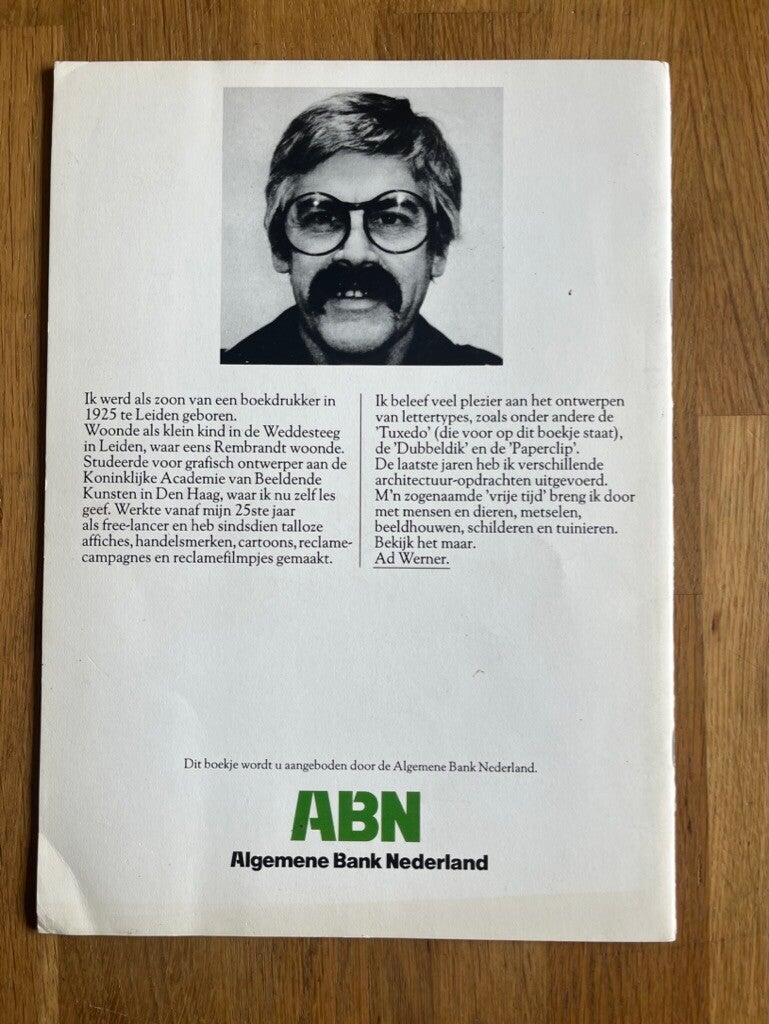 Ik werd als zoon van een boekdrukker in
1925 te Leiden geboren.
Woonde als klein kind in de Weddesteeg
in Leiden, waar eens Rembrandt woonde.
Studeerde voor grafisch ontwerper aan de
Koninklijke Academie van Beeldende
Kunsten in Den Haag, waar ik nu zelf les
geef. Werkte vanaf mijn 25ste jaar
als free-lancer en heb sindsdien talloze
affiches, handelsmerken, cartoons, reclame-
campagnes en reclamefilmpjes gemaakt.
Ik beleef veel plezier aan het ontwerpen
van lettertypes, zoals onder andere de
'Tuxedo' (die voor op dit boekje staat),
de 'Dubbeldik' en de 'Paperclip'.
De laatste jaren heb ik verschillende
architectuur-opdrachten uitgevoerd.
M'n zogenaamde 'vrije tijd' breng ik door
met mensen en dieren, metselen,
beeldhouwen, schilderen en tuinieren.
Bekijk het maar.
Ad Werner.
Dit boekje wordt u aangeboden door de Algemene Bank Nederland.
ABN
Algemene Bank Nederland